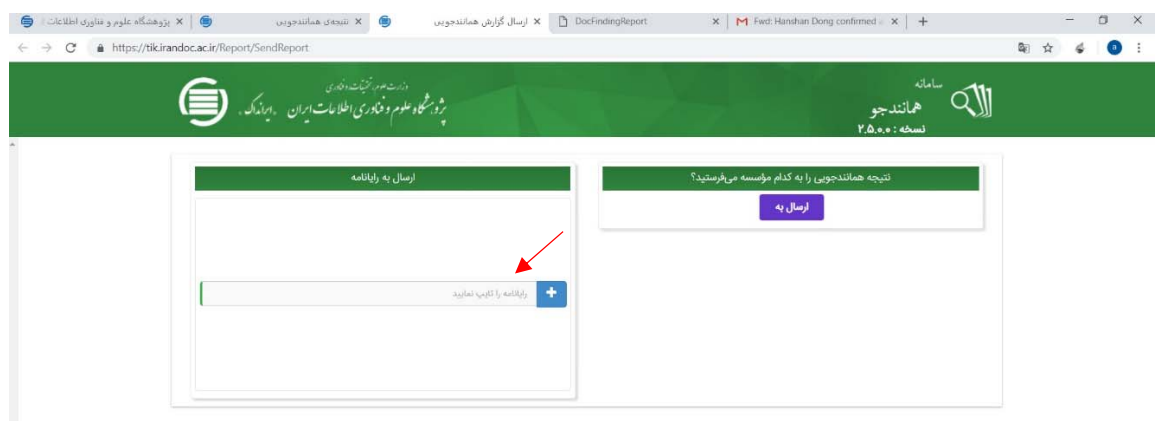 پژوهشگاه علوم و فناوری اطلاعات
نتیجه‌ی همانندجویی
ارسال گزارش همانندجویی
DocFindingReport
Fwd: Hanshan Dong confirmed
https://tik.irandoc.ac.ir/Report/SendReport
سامانه
همانندجو
نسخه : ۲.۵.۰.۰
وزارت علوم، تحقیقات و فناوری
پژوهشگاه علوم و فناوری اطلاعات ایران . ایرانداک .
نتیجه همانندجویی را به کدام مؤسسه می‌فرستید؟
ارسال به
ارسال به رایانامه
رایانامه را تایپ نمایید